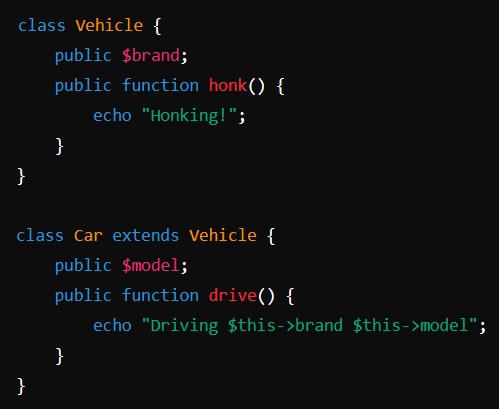 class Vehicle {
    public $brand;
    public function honk() {
        echo "Honking!";
    }
}

class Car extends Vehicle {
    public $model;
    public function drive() {
        echo "Driving $this->brand $this->model";
    }
}